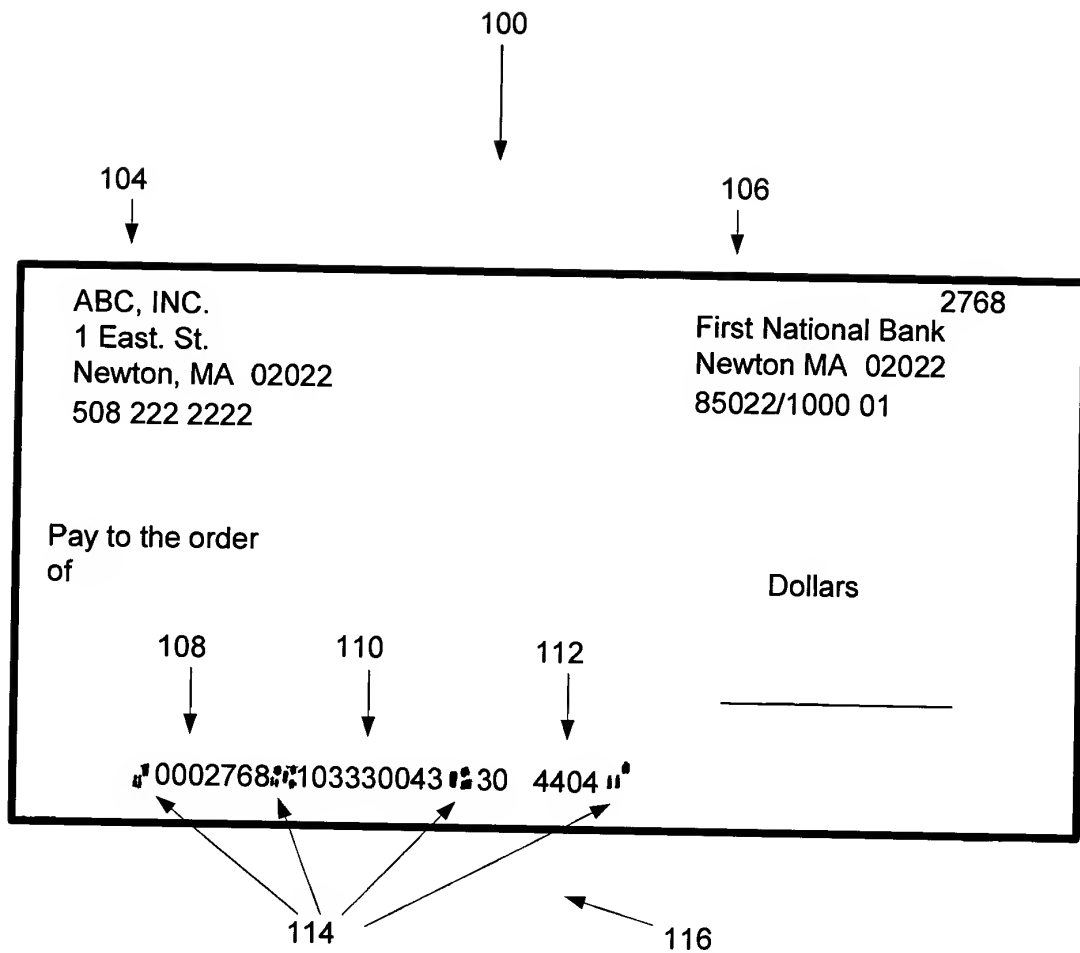 100
104
106
2768
ABC, INC.
1 East. St.
Newton, MA 02022
508 222 2222
First National Bank
Newton MA 02022
85022/1000 01
Pay to the order
of
Dollars
108
110
112
⑈0002768⑈⑆103330043⑆30 4404⑈
114
116